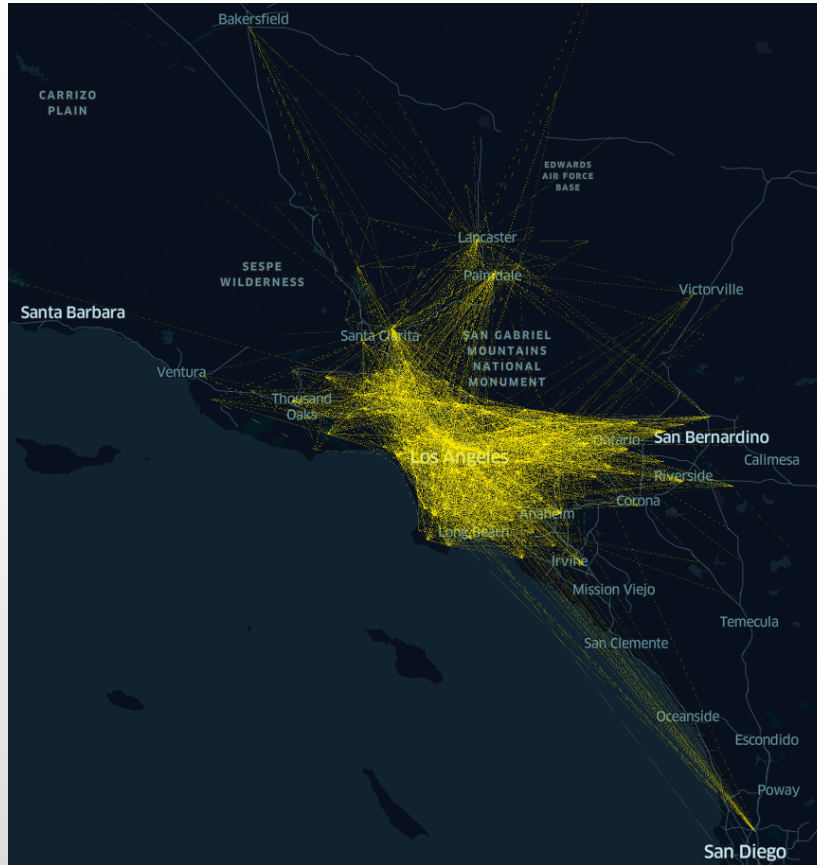 Bakersfield
CARRIZO
PLAIN
EDWARDS
AIR FORCE
BASE
Lancaster
SESPE
WILDERNESS
Palmdale
Victorville
Santa Barbara
Santa Clarita
SAN GABRIEL
MOUNTAINS
NATIONAL
MONUMENT
Ventura
Thousand
Oaks
Ontario
San Bernardino
Los Angeles
Calimesa
Riverside
Corona
Anaheim
Long Beach
Irvine
Mission Viejo
Temecula
San Clemente
Oceanside
Escondido
Poway
San Diego